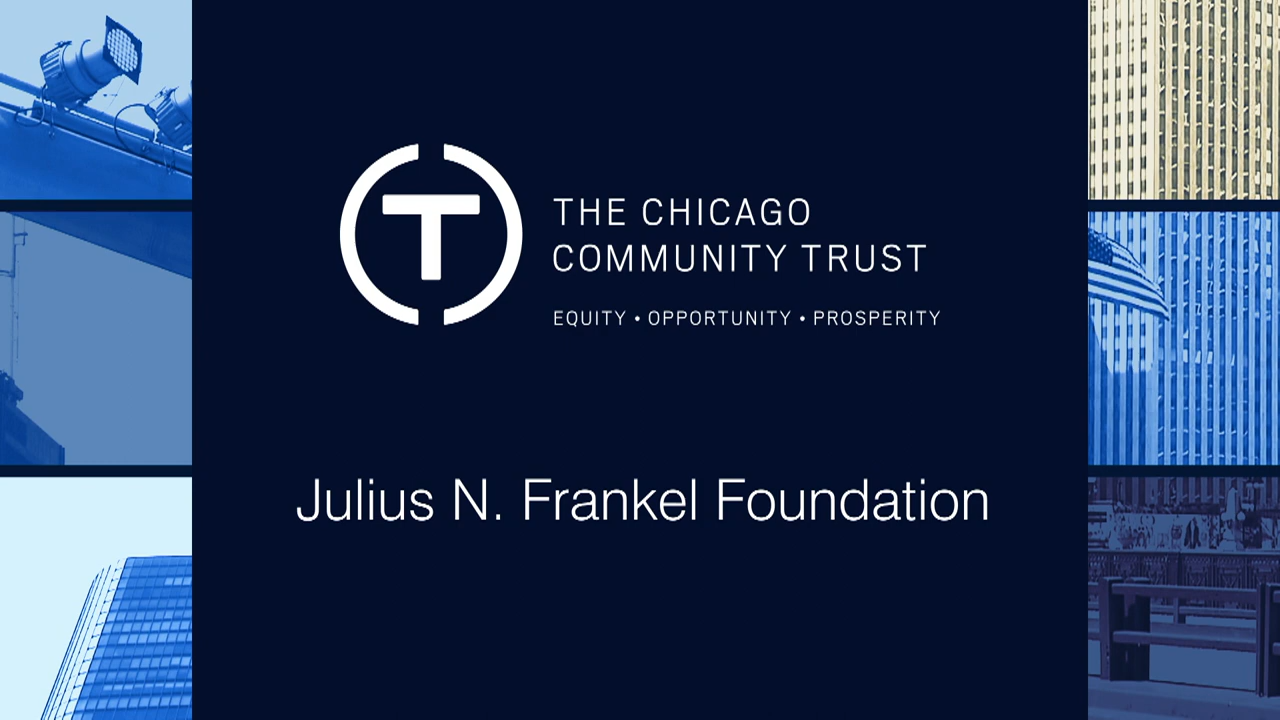 T
THE CHICAGO
COMMUNITY TRUST
EQUITY • OPPORTUNITY • PROSPERITY
Julius N. Frankel Foundation